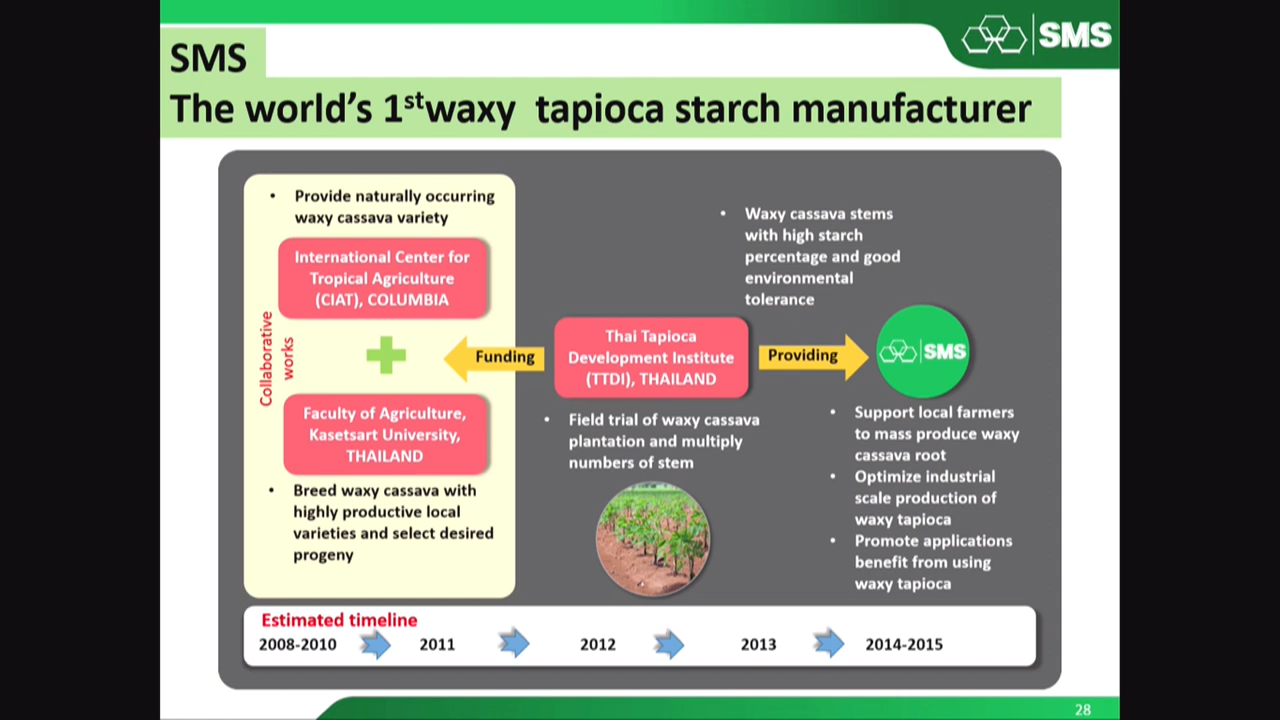 SMS
SMS
The world's 1st waxy tapioca starch manufacturer
• Provide naturally occurring
waxy cassava variety
International Center for
Tropical Agriculture
(CIAT), COLUMBIA
Collaborative
works
Faculty of Agriculture,
Kasetsart University,
THAILAND
• Breed waxy cassava with
highly productive local
varieties and select desired
progeny
Funding
Thai Tapioca
Development Institute
(TTDI), THAILAND
• Field trial of waxy cassava
plantation and multiply
numbers of stem
Providing
• Waxy cassava stems
with high starch
percentage and good
environmental
tolerance
SMS
• Support local farmers
to mass produce waxy
cassava root
• Optimize industrial
scale production of
waxy tapioca
• Promote applications
benefit from using
waxy tapioca
Estimated timeline
2008-2010 2011 2012 2013 2014-2015
28